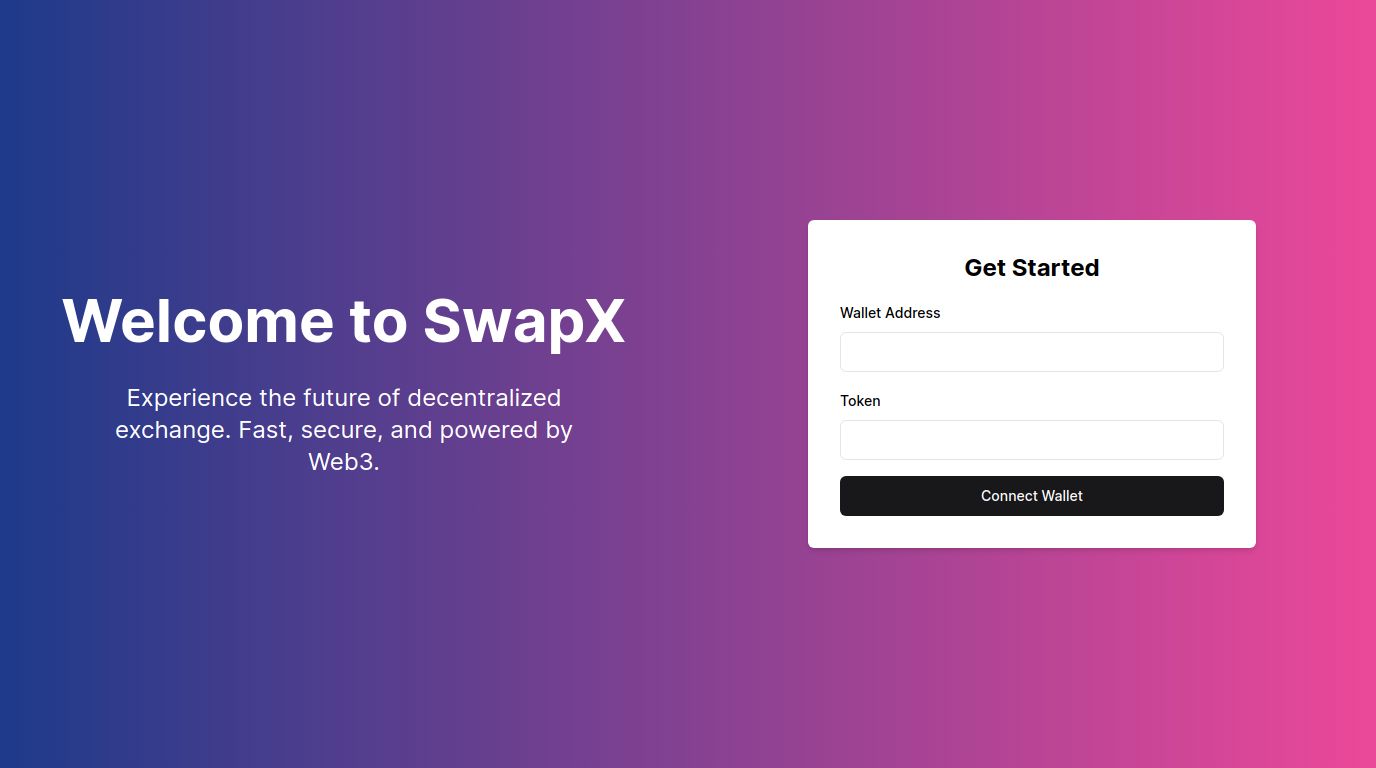 Welcome to SwapX
Experience the future of decentralized
exchange. Fast, secure, and powered by
Web3.
Get Started
Wallet Address
Token
Connect Wallet